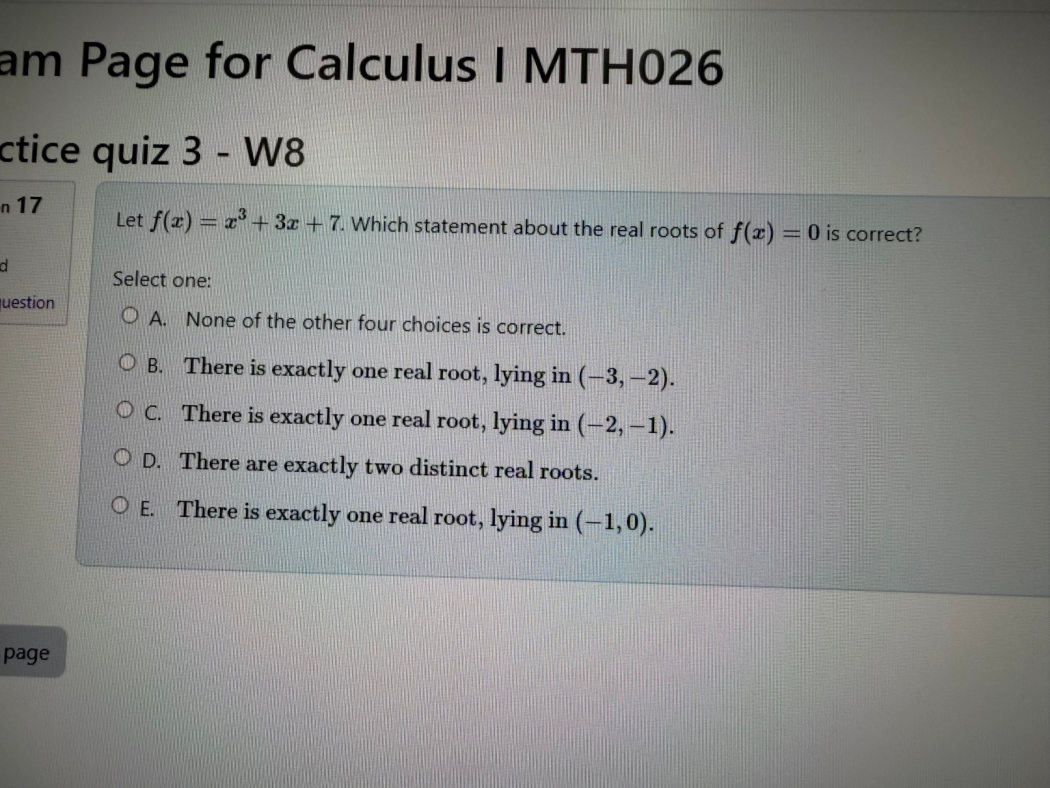 am Page for Calculus I MTH026
ctice quiz 3 - W8
n 17
d
uestion
Let f(x) = x³ + 3x + 7. Which statement about the real roots of f(x) = 0 is correct?
Select one:
A. None of the other four choices is correct.
B. There is exactly one real root, lying in (−3, −2).
C. There is exactly one real root, lying in (−2, −1).
D. There are exactly two distinct real roots.
E. There is exactly one real root, lying in (−1, 0).
page